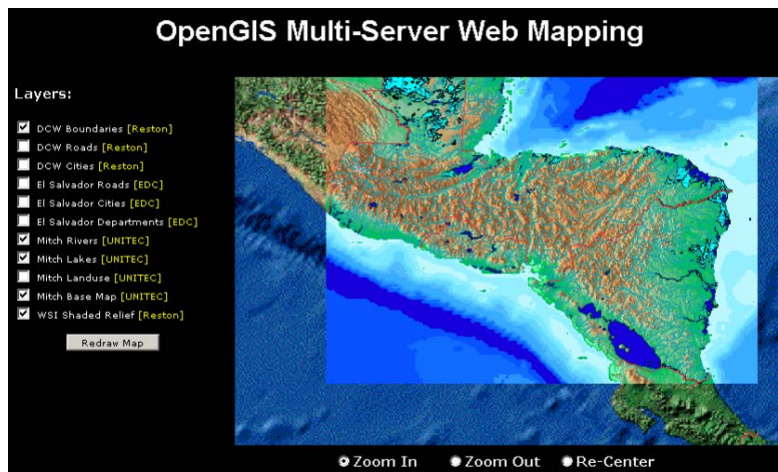 OpenGIS Multi-Server Web Mapping
Layers:
DCW Boundaries [Reston]
DCW Roads [Reston]
DCW Cities [Reston]
El Salvador Roads [EDC]
El Salvador Cities [EDC]
El Salvador Departments [EDC]
Mitch Rivers [UNITEC]
Mitch Lakes [UNITEC]
Mitch Landuse [UNITEC]
Mitch Base Map [UNITEC]
WSI Shaded Relief [Reston]
Redraw Map
Zoom In Zoom Out Re-Center